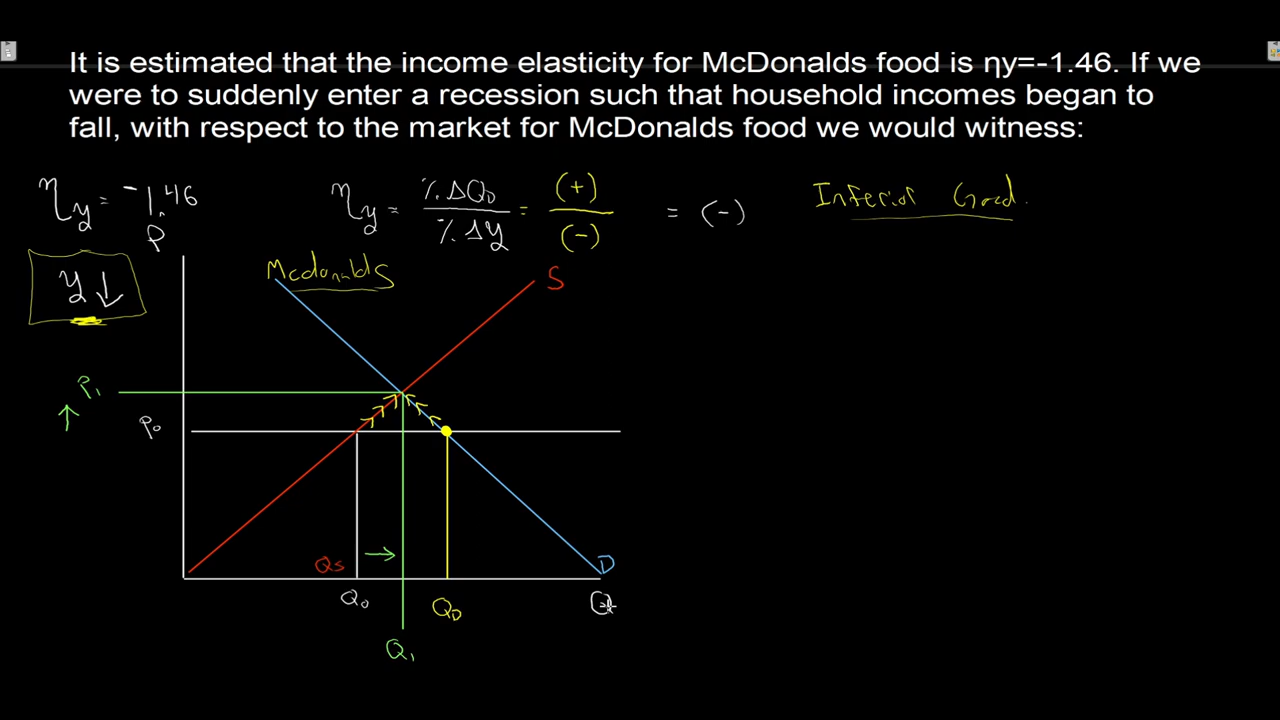 It is estimated that the income elasticity for McDonalds food is ηy=-1.46. If we
were to suddenly enter a recession such that household incomes began to
fall, with respect to the market for McDonalds food we would witness:
ηy = -1.46
ηy = %ΔQD / %ΔY = (+) / (-) = (-)
Inferior Good.
P
Y↓
Mcdonalds
S
↑ P1
P0
→
QS
D
Q0
QD
Q
Q1